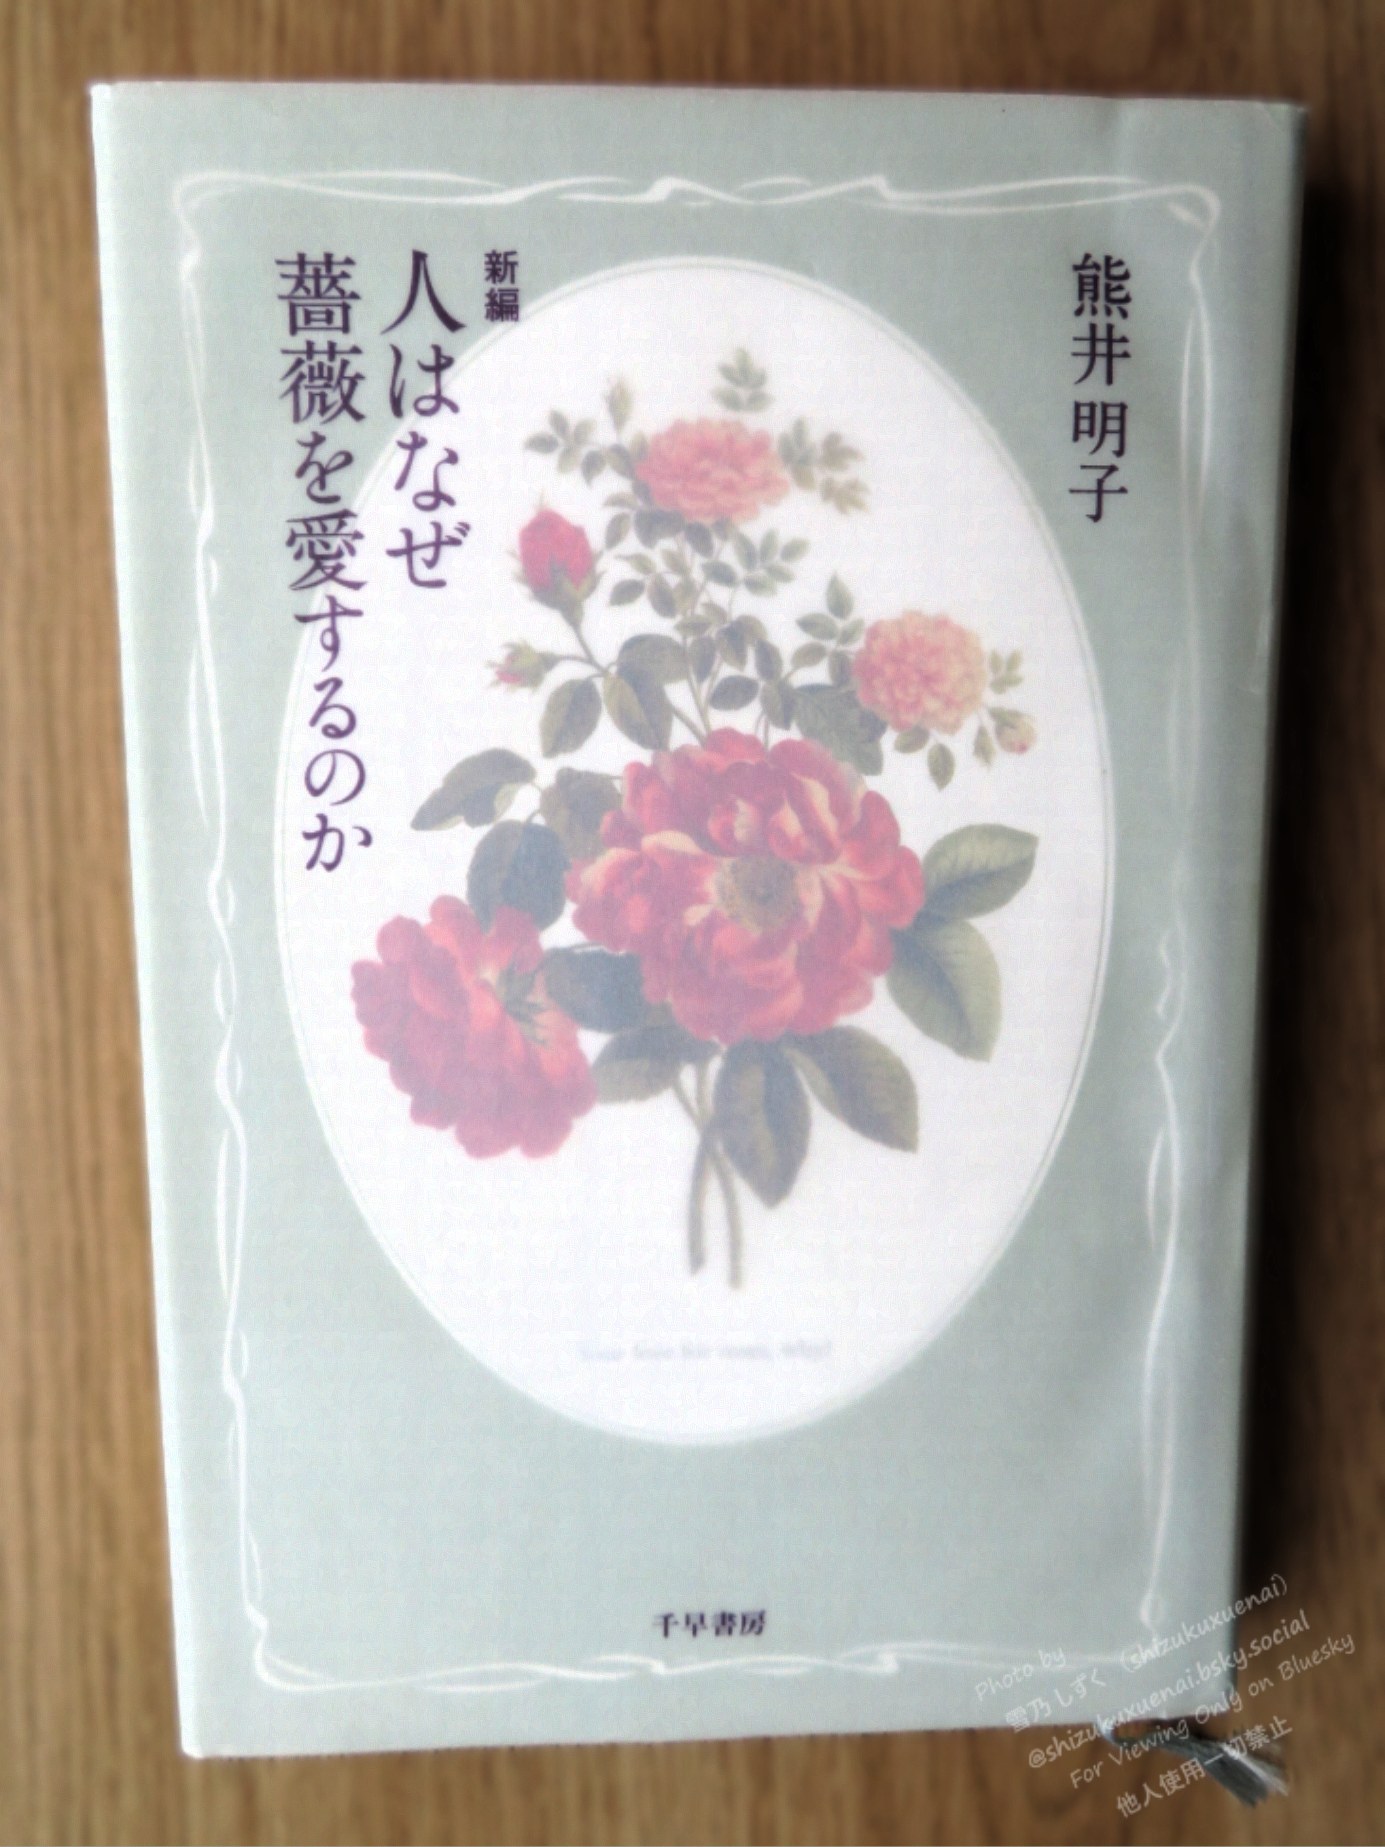 熊井明子
新編
人はなぜ
薔薇を愛するのか
千早書房
Photo by
雪乃しずく（shizukuxuenai）
@shizukuxuenai.bsky.social
For Viewing Only on Bluesky
他人使用一切禁止